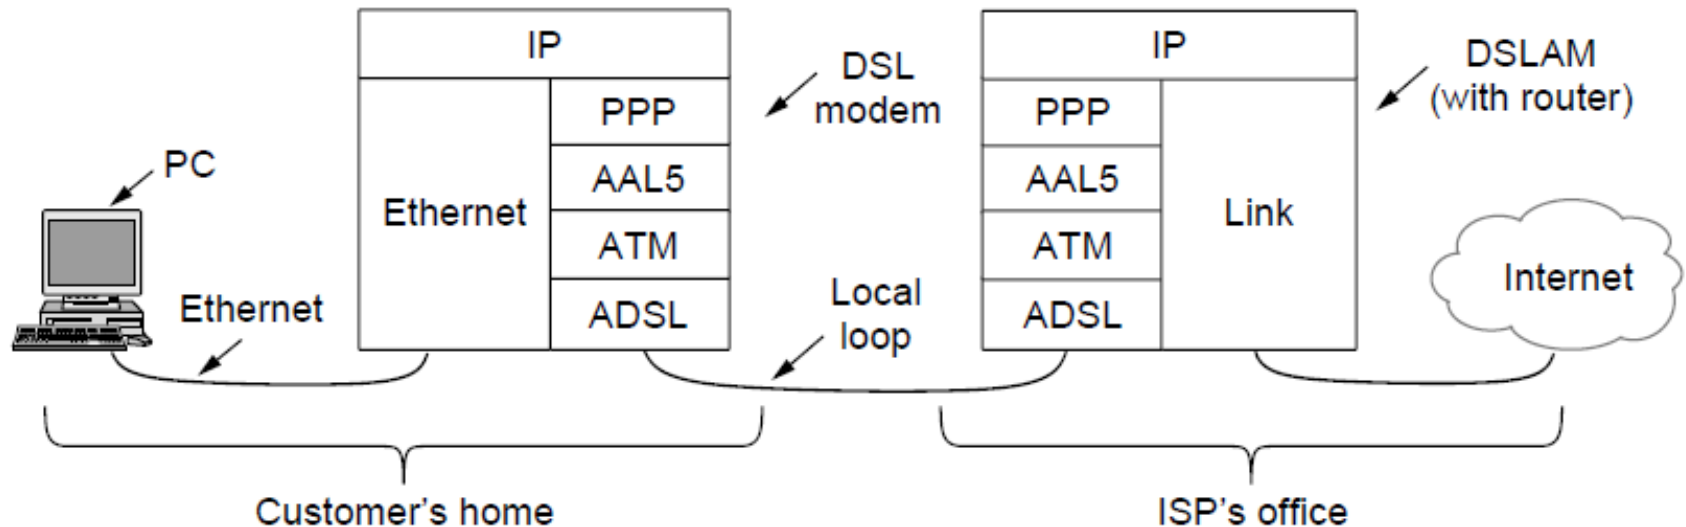 PC
Ethernet
IP
Ethernet
PPP
AAL5
ATM
ADSL
DSL
modem
Local
loop
IP
PPP
AAL5
ATM
ADSL
Link
DSLAM
(with router)
Internet
Customer's home
ISP's office